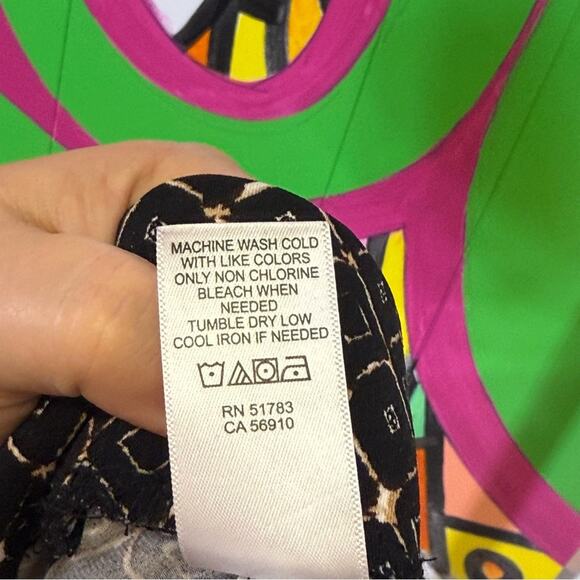 MACHINE WASH COLD
WITH LIKE COLORS
ONLY NON CHLORINE
BLEACH WHEN
NEEDED
TUMBLE DRY LOW
COOL IRON IF NEEDED
RN 51783
CA 56910